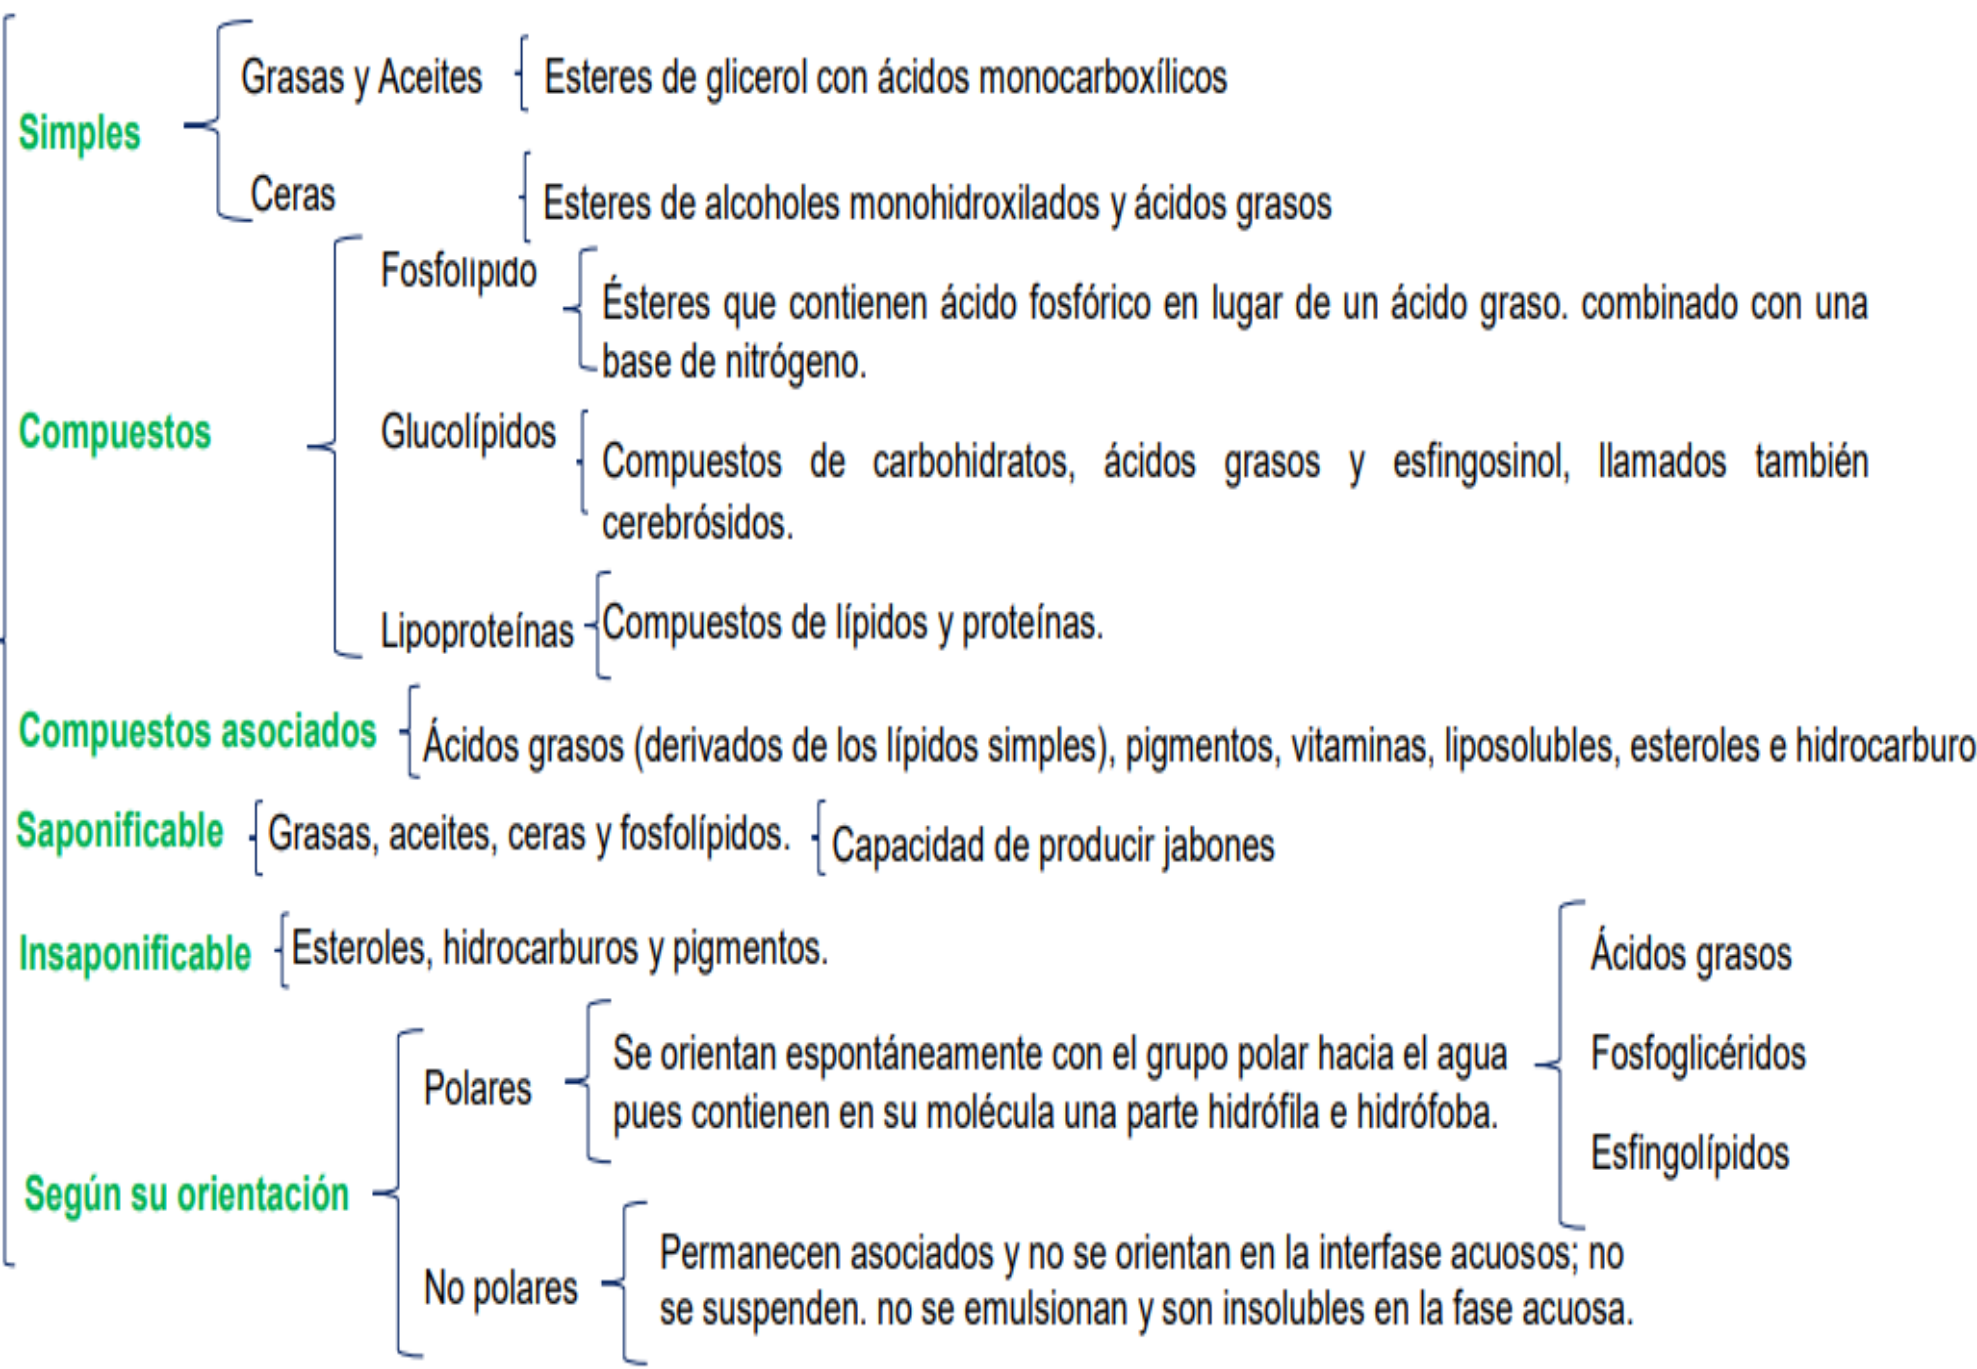 Simples
Grasas y Aceites
Esteres de glicerol con ácidos monocarboxílicos
Ceras
Esteres de alcoholes monohidroxilados y ácidos grasos
Compuestos
Fosfolípido
Ésteres que contienen ácido fosfórico en lugar de un ácido graso. combinado con una
base de nitrógeno.
Glucolípidos
Compuestos de carbohidratos, ácidos grasos y esfingosinol, llamados también
cerebrósidos.
Lipoproteínas
Compuestos de lípidos y proteínas.
Compuestos asociados
Ácidos grasos (derivados de los lípidos simples), pigmentos, vitaminas, liposolubles, esteroles e hidrocarburo
Saponificable
Grasas, aceites, ceras y fosfolípidos.
Capacidad de producir jabones
Insaponificable
Esteroles, hidrocarburos y pigmentos.
Según su orientación
Polares
Se orientan espontáneamente con el grupo polar hacia el agua
pues contienen en su molécula una parte hidrófila e hidrófoba.
Ácidos grasos
Fosfoglicéridos
Esfingolípidos
No polares
Permanecen asociados y no se orientan en la interfase acuosos; no
se suspenden. no se emulsionan y son insolubles en la fase acuosa.